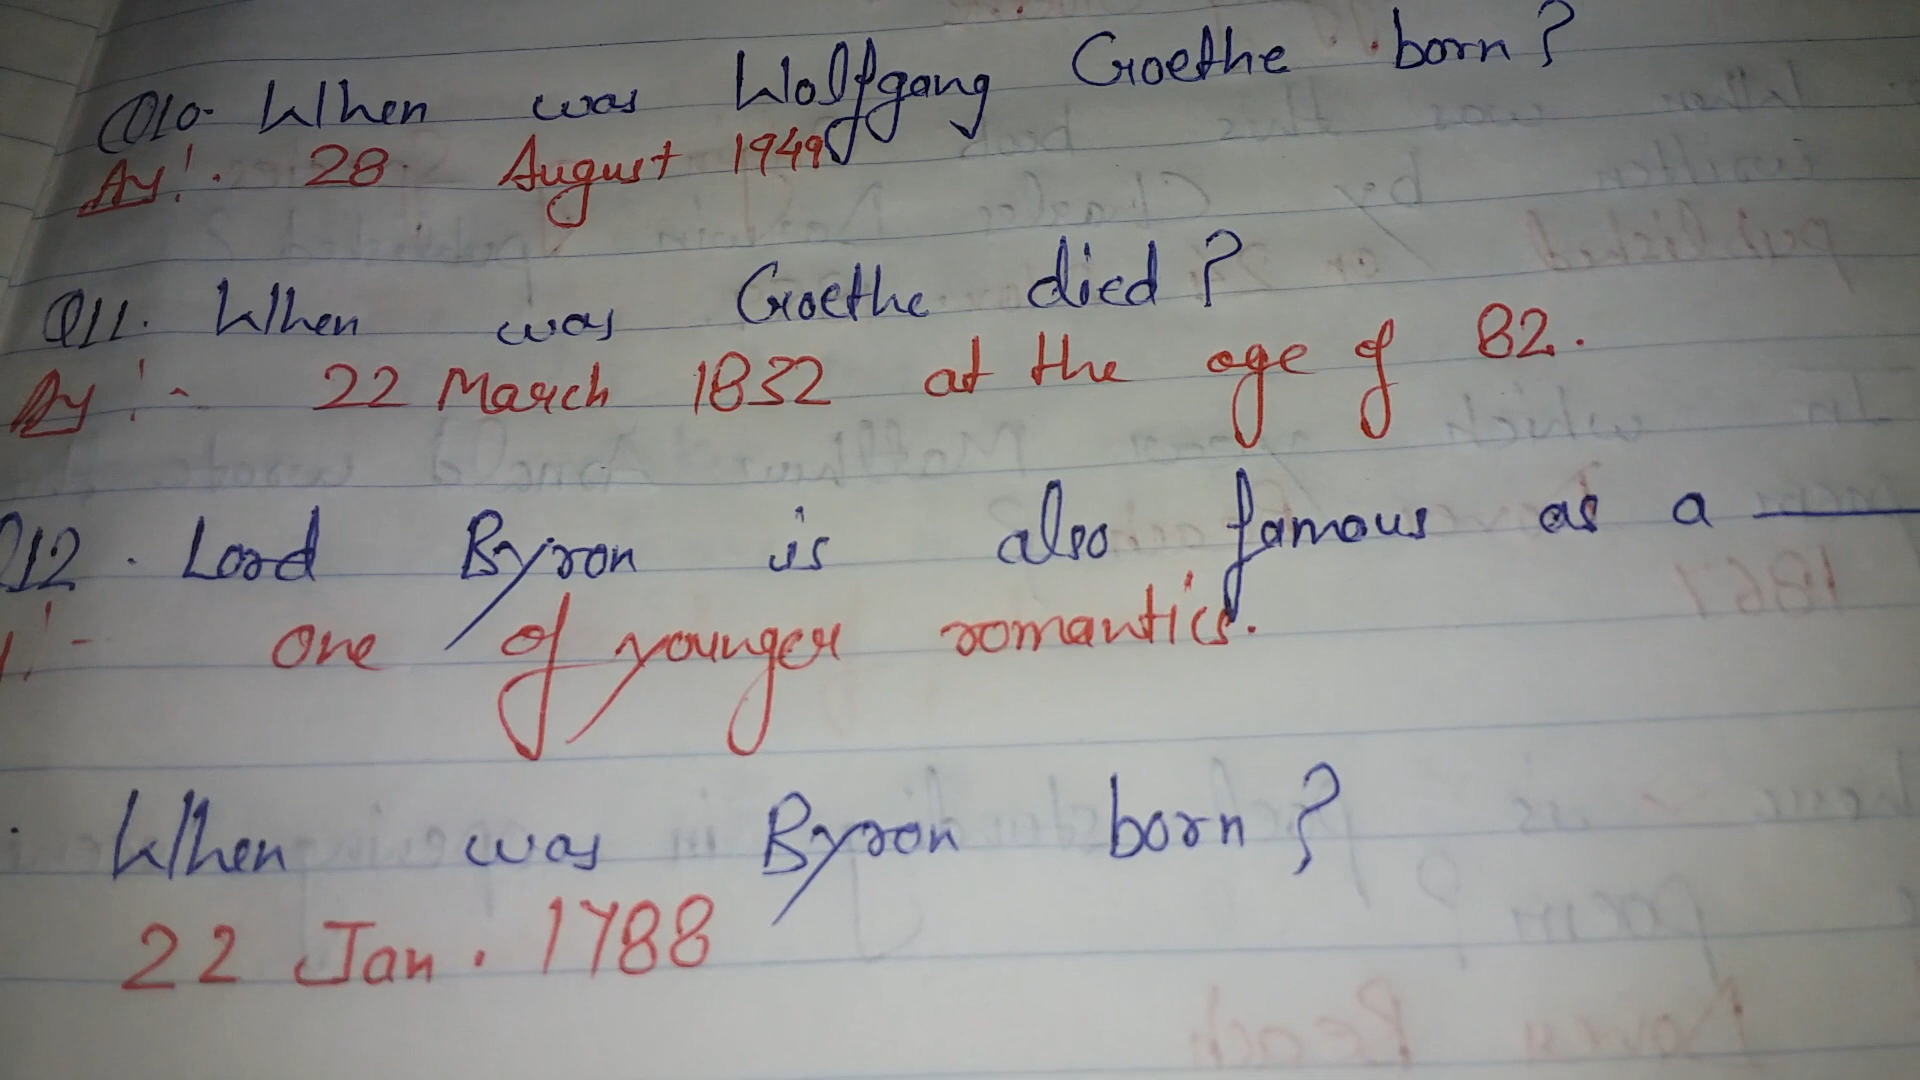 Q10. When was Wolfgang Goethe born?
Ans:- 28 August 1949
Q11. When was Goethe died?
Ans:- 22 March 1832 at the age of 82.
Q12. Lord Byron is also famous as a ___
one of younger romantics.
When was Byron born?
22 Jan. 1788